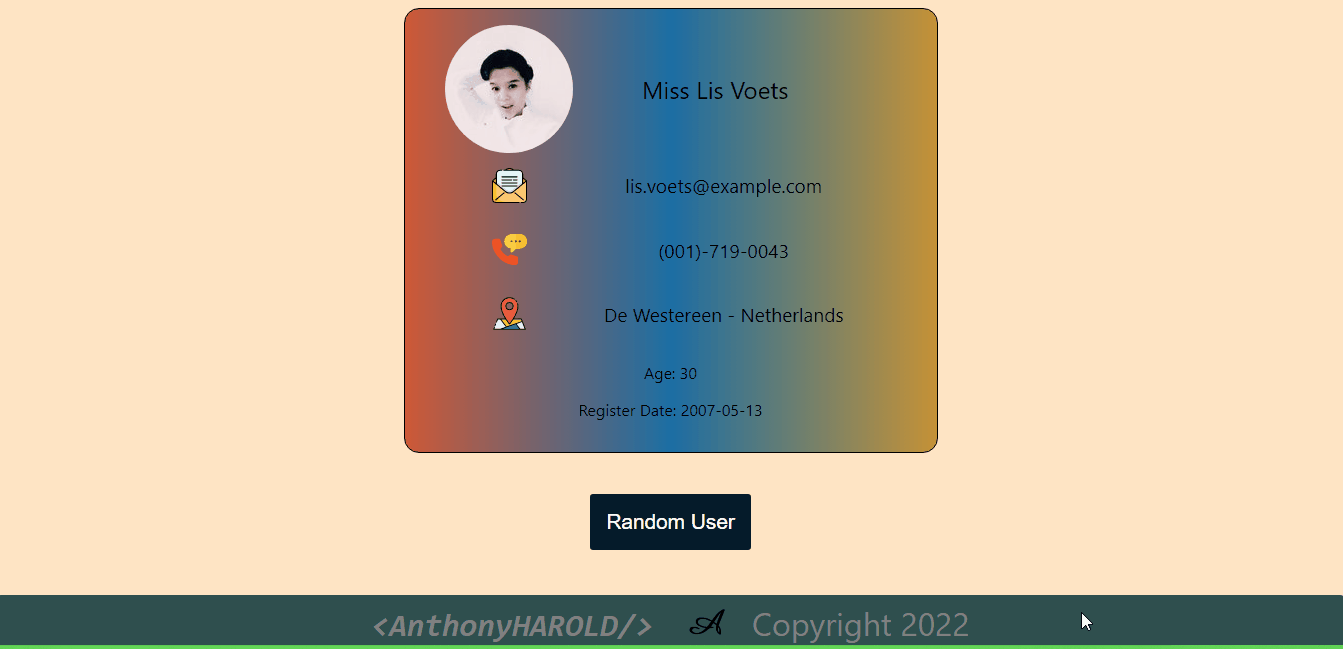 Miss Lis Voets
lis.voets@example.com
(001)-719-0043
De Westereen - Netherlands
Age: 30
Register Date: 2007-05-13
Random User
<AnthonyHAROLD/> A Copyright 2022